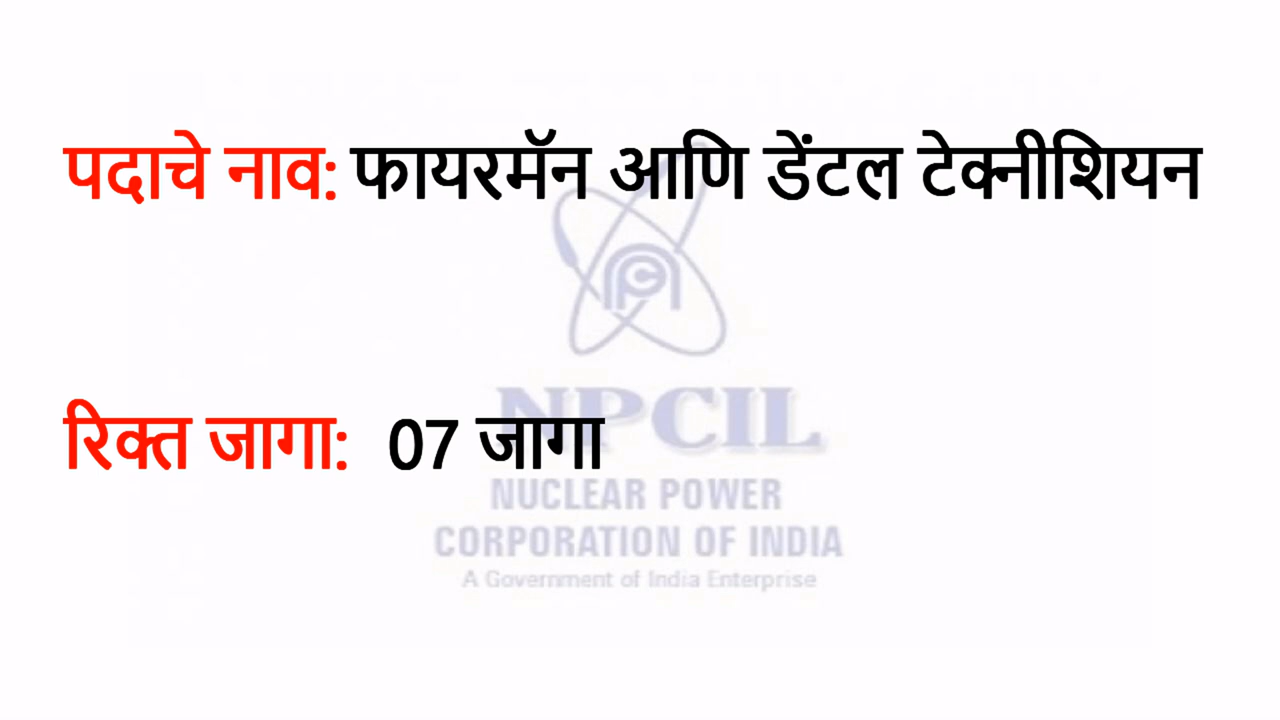 पदाचे नाव: फायरमॅन आणि डेंटल टेक्नीशियन
रिक्त जागा: 07 जागा
NPCIL
NUCLEAR POWER
CORPORATION OF INDIA
A Government of India Enterprise